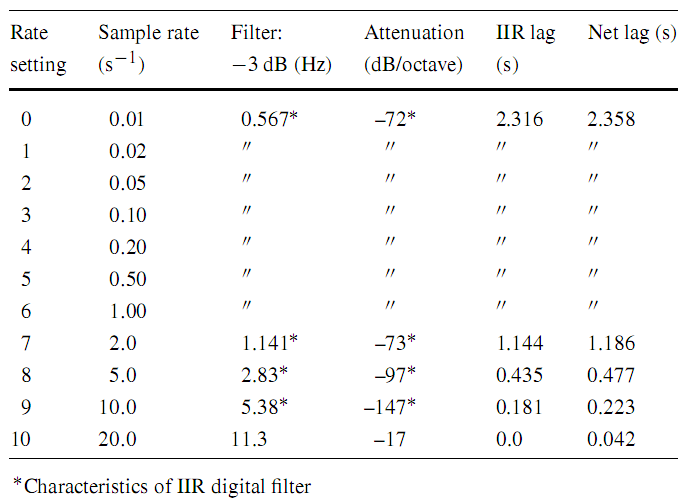 Rate Sample rate Filter: Attenuation IIR lag Net lag (s)
setting (s⁻¹) −3 dB (Hz) (dB/octave) (s)
0 0.01 0.567* –72* 2.316 2.358
1 0.02 ″ ″ ″ ″
2 0.05 ″ ″ ″ ″
3 0.10 ″ ″ ″ ″
4 0.20 ″ ″ ″ ″
5 0.50 ″ ″ ″ ″
6 1.00 ″ ″ ″ ″
7 2.0 1.141* –73* 1.144 1.186
8 5.0 2.83* –97* 0.435 0.477
9 10.0 5.38* –147* 0.181 0.223
10 20.0 11.3 –17 0.0 0.042
*Characteristics of IIR digital filter